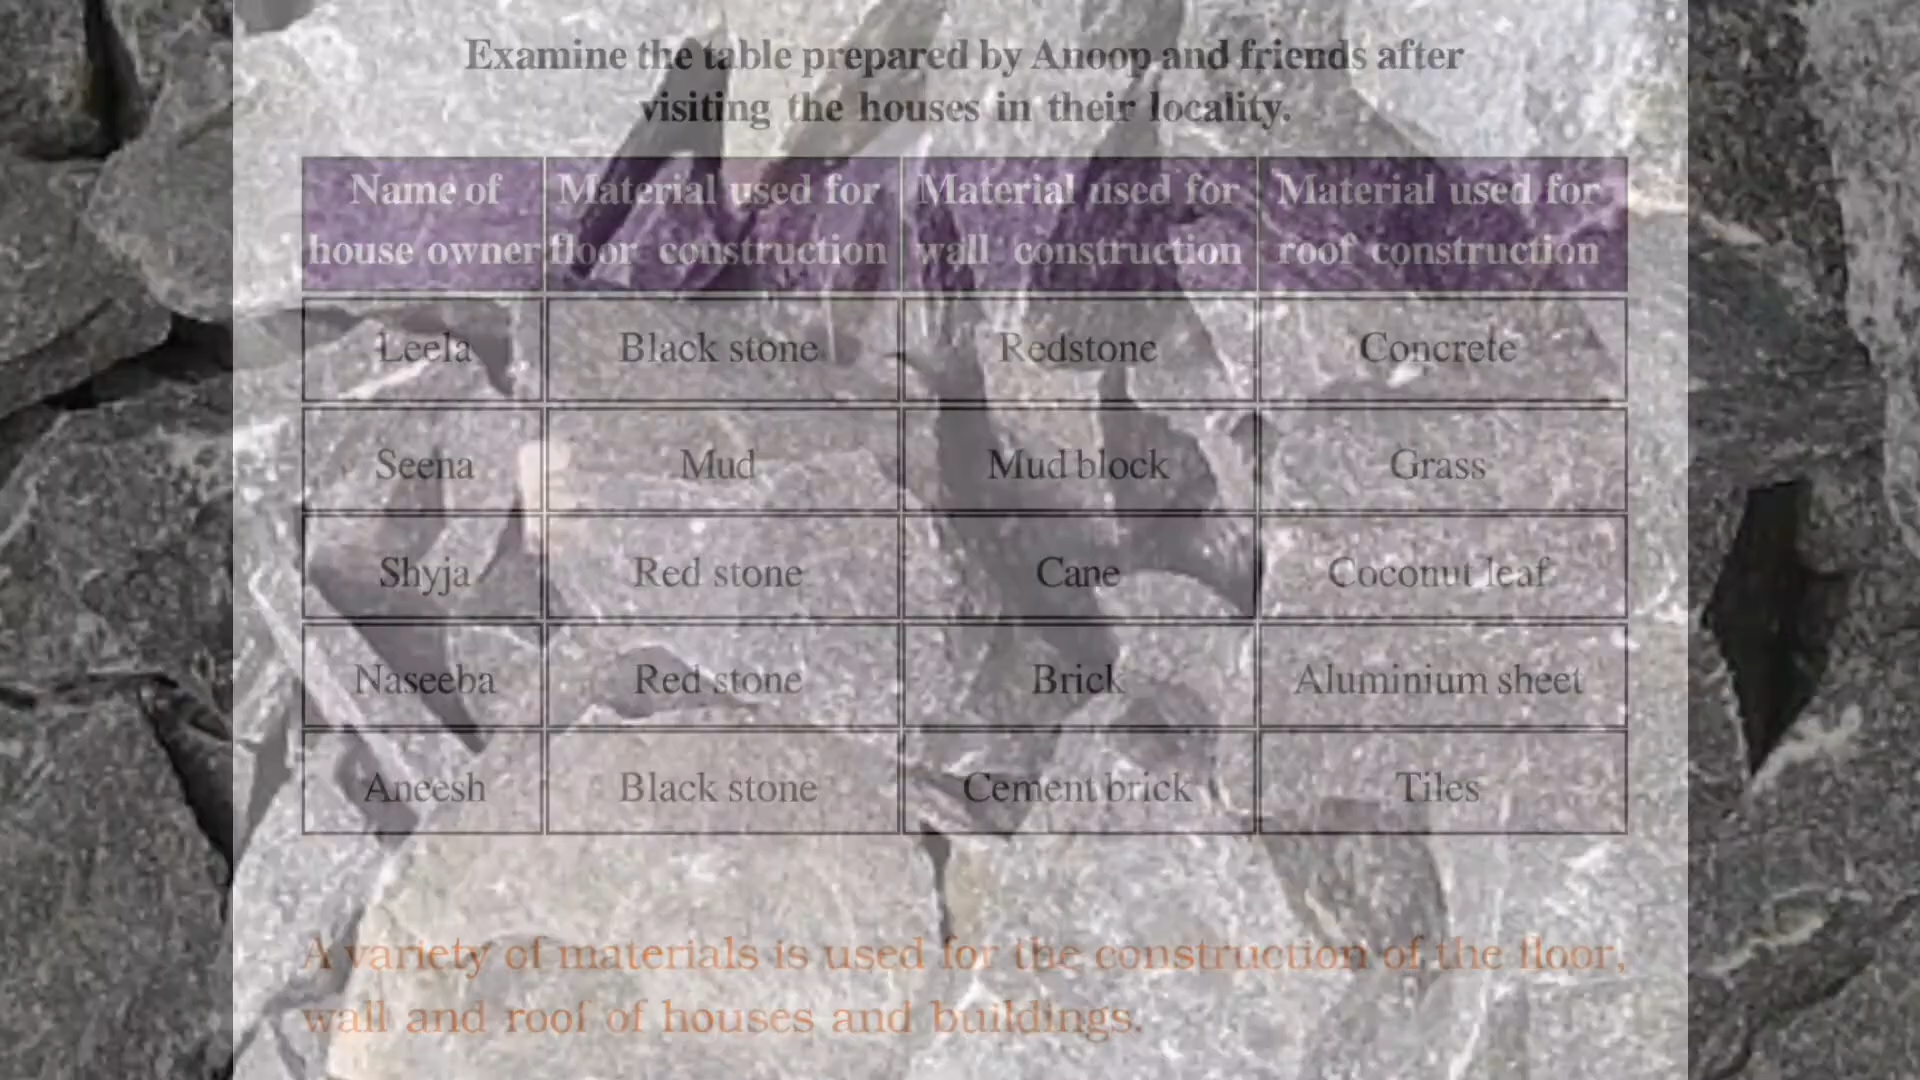 Examine the table prepared by Anoop and friends after
visiting the houses in their locality.
Name of house owner | Material used for floor construction | Material used for wall construction | Material used for roof construction
Leela | Black stone | Redstone | Concrete
Seena | Mud | Mud block | Grass
Shyja | Red stone | Cane | Coconut leaf
Naseeba | Red stone | Brick | Aluminium sheet
Aneesh | Black stone | Cement brick | Tiles
A variety of materials is used for the construction of the floor,
wall and roof of houses and buildings.